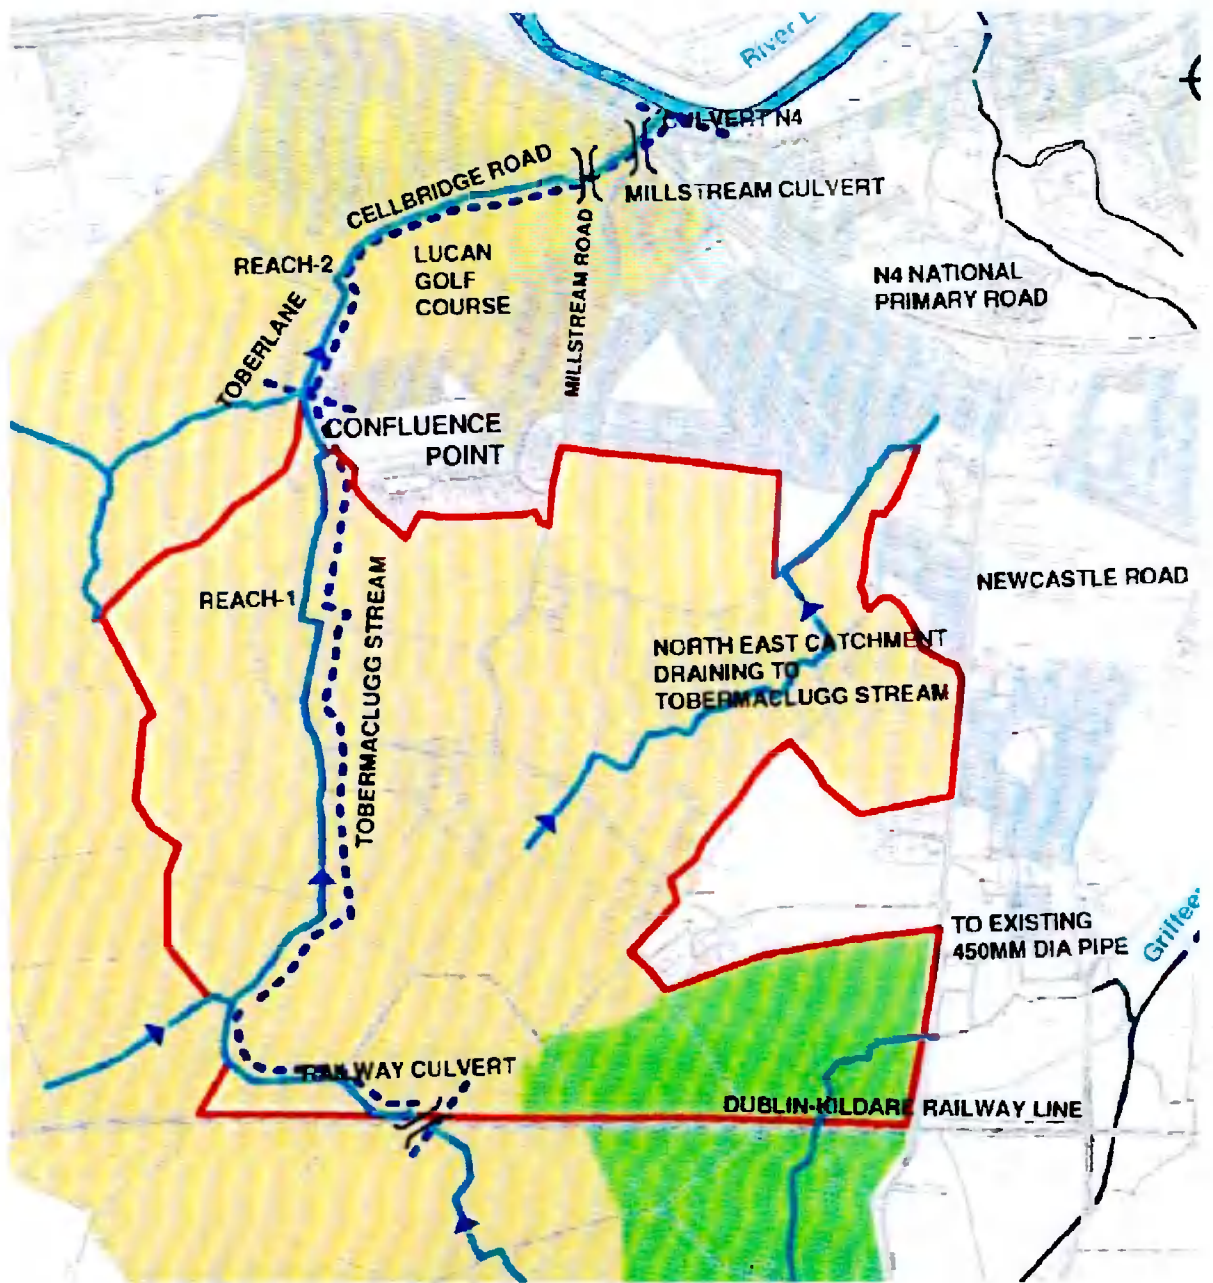 River L
CULVERT N4
CELLBRIDGE ROAD
MILLSTREAM CULVERT
MILLSTREAM ROAD
REACH-2
LUCAN
GOLF
COURSE
N4 NATIONAL
PRIMARY ROAD
TOBERLANE
CONFLUENCE
POINT
NEWCASTLE ROAD
REACH-1
TOBERMACLUGG STREAM
NORTH EAST CATCHMENT
DRAINING TO
TOBERMACLUGG STREAM
TO EXISTING
450MM DIA PIPE
Griffee
RAILWAY CULVERT
DUBLIN-KILDARE RAILWAY LINE